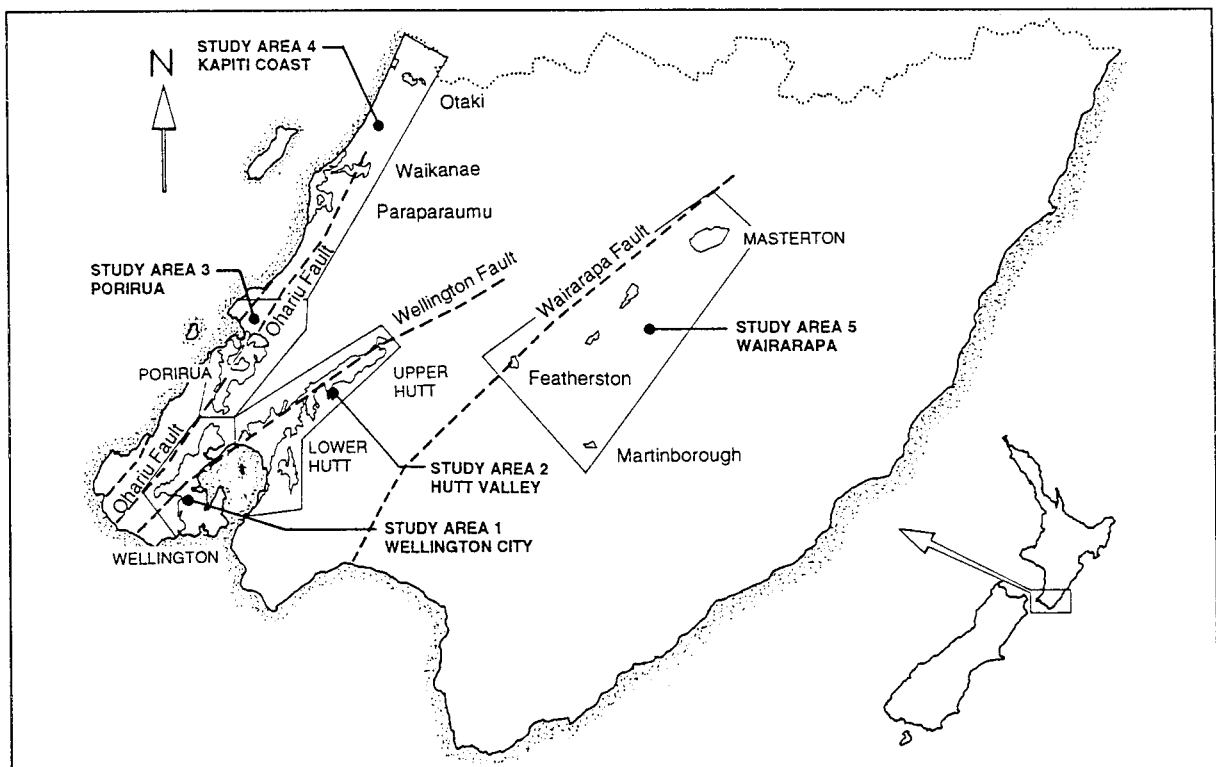 STUDY AREA 4
KAPITI COAST
N
Otaki
Waikanae
Paraparaumu
STUDY AREA 3
PORIRUA
Ohariu Fault
Wellington Fault
Wairarapa Fault
MASTERTON
STUDY AREA 5
WAIRARAPA
PORIRUA
UPPER
HUTT
Featherston
LOWER
HUTT
Martinborough
STUDY AREA 2
HUTT VALLEY
Ohariu Fault
STUDY AREA 1
WELLINGTON CITY
WELLINGTON